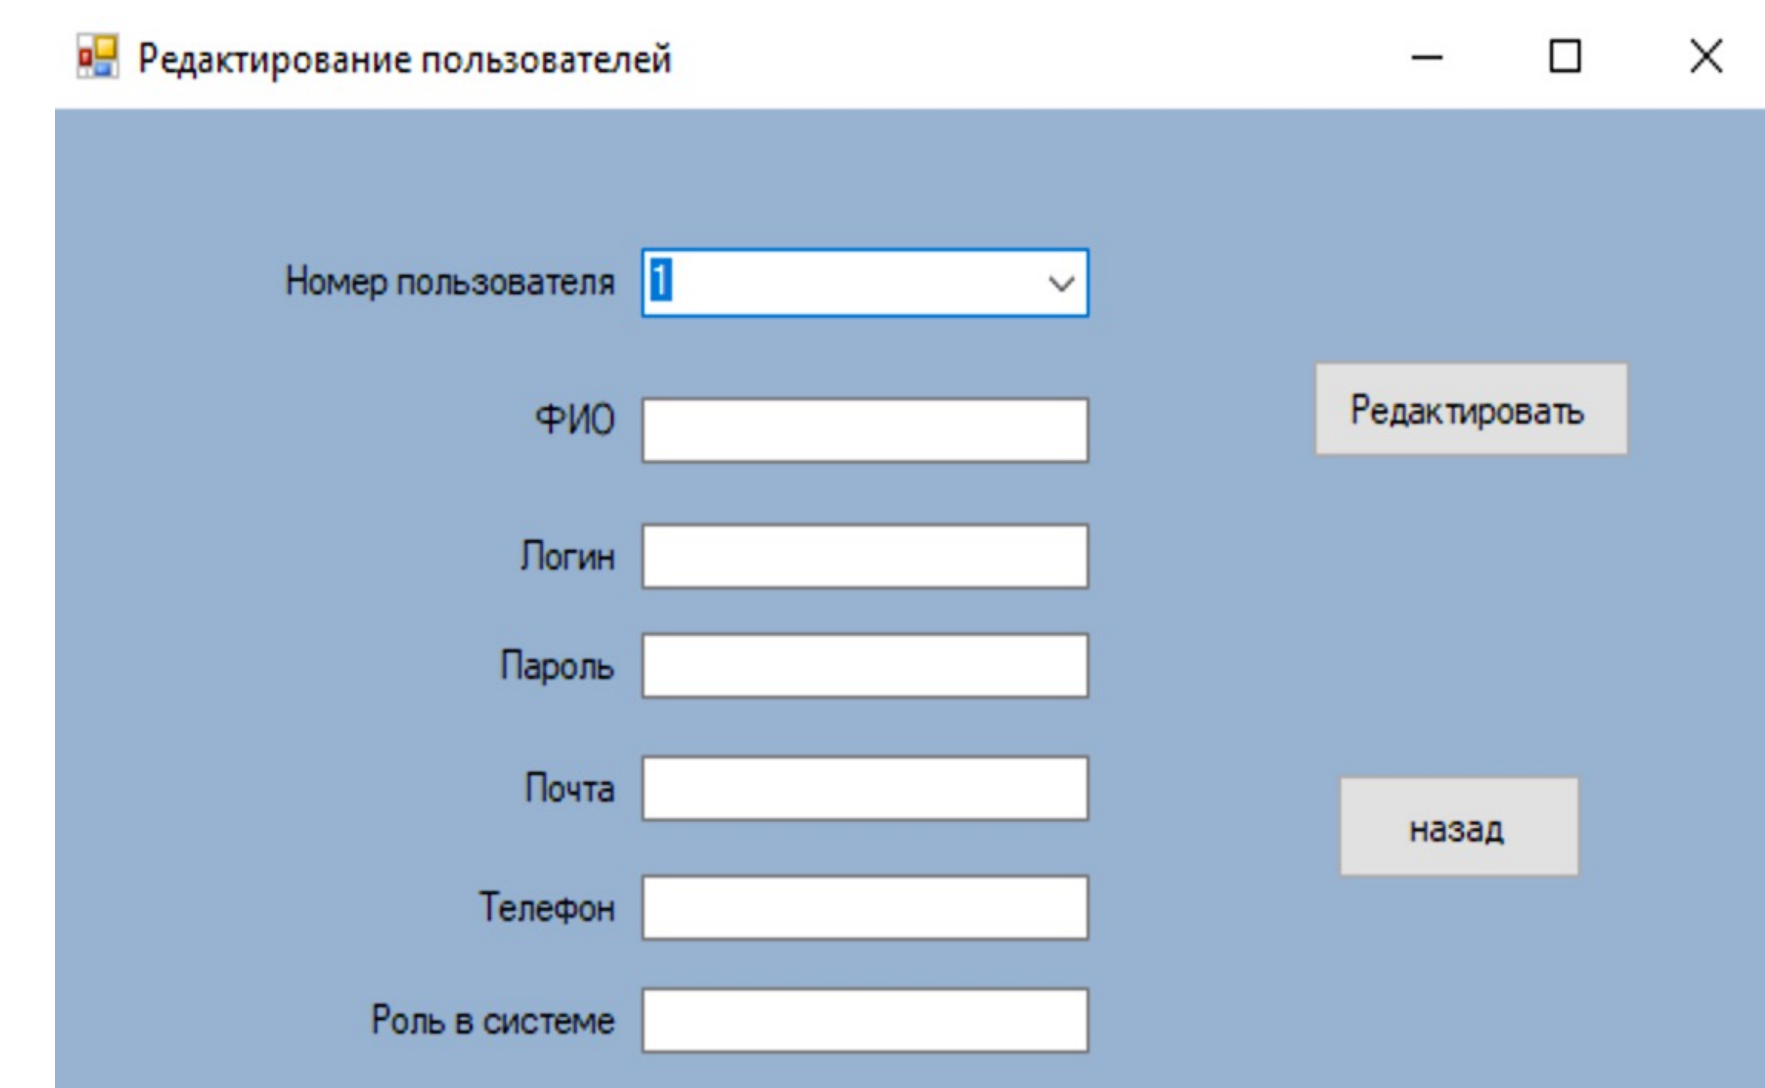 Редактирование пользователей
Номер пользователя 1
ФИО
Редактировать
Логин
Пароль
Почта
назад
Телефон
Роль в системе